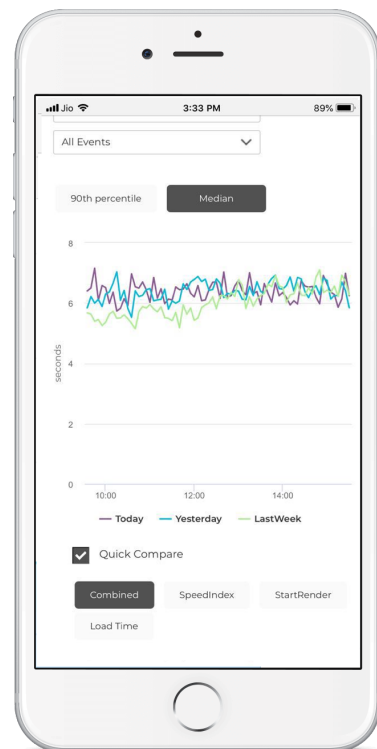 Jio 3:33 PM 89%
All Events
90th percentile Median
8
6
4
2
0
seconds
10:00 12:00 14:00
Today Yesterday LastWeek
Quick Compare
Combined SpeedIndex StartRender
Load Time